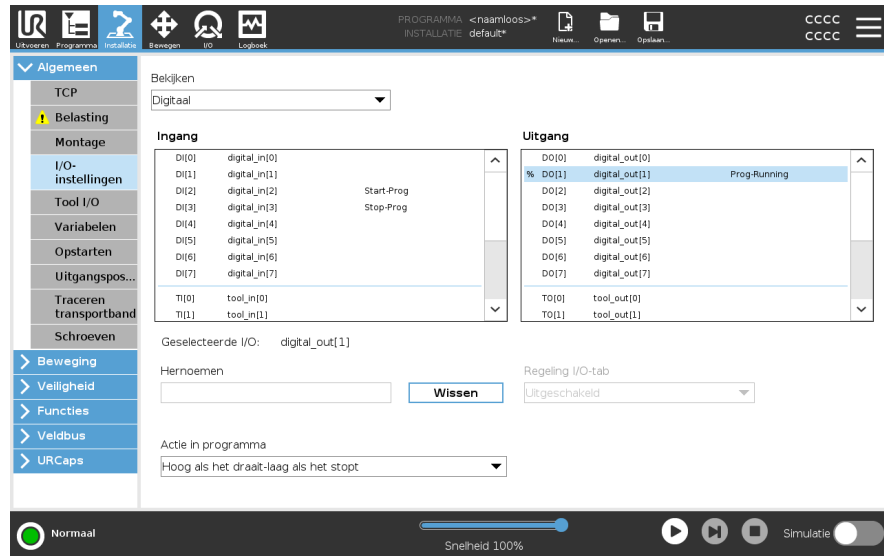 PROGRAMMA <naamloos>*
INSTALLATIE default*
cccc
cccc
Uitvoeren Programma Installatie Bewegen I/O Logboek Nieuw... Openen... Opslaan...
Algemeen
TCP
Belasting
Montage
I/O-
instellingen
Tool I/O
Variabelen
Opstarten
Uitgangspos...
Traceren
transportband
Schroeven
Beweging
Veiligheid
Functies
Veldbus
URCaps
Bekijken
Digitaal
Ingang
DI[0] digital_in[0]
DI[1] digital_in[1]
DI[2] digital_in[2] Start-Prog
DI[3] digital_in[3] Stop-Prog
DI[4] digital_in[4]
DI[5] digital_in[5]
DI[6] digital_in[6]
DI[7] digital_in[7]
TI[0] tool_in[0]
TI[1] tool_in[1]
Uitgang
DO[0] digital_out[0]
% DO[1] digital_out[1] Prog-Running
DO[2] digital_out[2]
DO[3] digital_out[3]
DO[4] digital_out[4]
DO[5] digital_out[5]
DO[6] digital_out[6]
DO[7] digital_out[7]
TO[0] tool_out[0]
TO[1] tool_out[1]
Geselecteerde I/O: digital_out[1]
Hernoemen
Wissen
Regeling I/O-tab
Uitgeschakeld
Actie in programma
Hoog als het draait-laag als het stopt
Normaal
Snelheid 100%
Simulatie